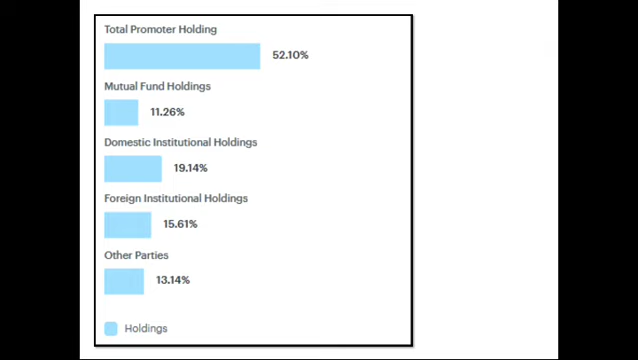 Total Promoter Holding
52.10%
Mutual Fund Holdings
11.26%
Domestic Institutional Holdings
19.14%
Foreign Institutional Holdings
15.61%
Other Parties
13.14%
Holdings